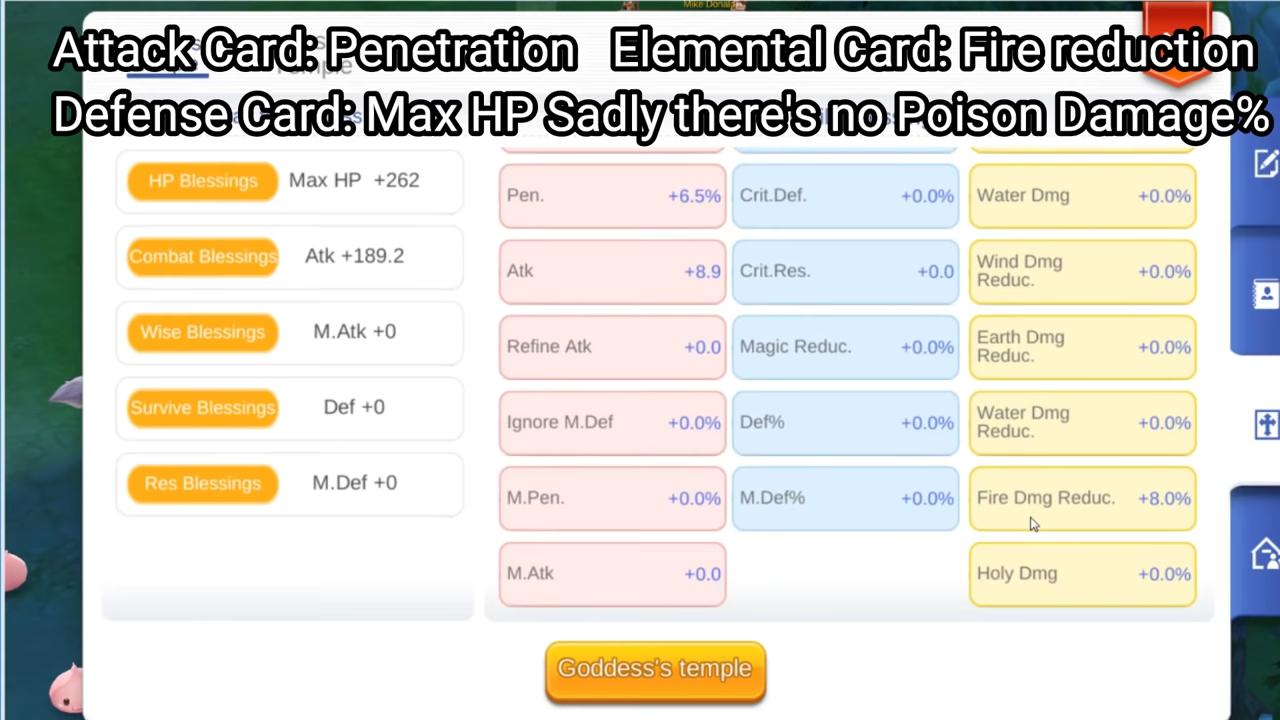 Mike Donald
Attack Card: Penetration Elemental Card: Fire reduction
Defense Card: Max HP Sadly there's no Poison Damage%
HP Blessings Max HP +262
Combat Blessings Atk +189.2
Wise Blessings M.Atk +0
Survive Blessings Def +0
Res Blessings M.Def +0
Pen. +6.5%
Atk +8.9
Refine Atk +0.0
Ignore M.Def +0.0%
M.Pen. +0.0%
M.Atk +0.0
Crit.Def. +0.0%
Crit.Res. +0.0
Magic Reduc. +0.0%
Def% +0.0%
M.Def% +0.0%
Water Dmg +0.0%
Wind Dmg
Reduc. +0.0%
Earth Dmg
Reduc. +0.0%
Water Dmg
Reduc. +0.0%
Fire Dmg Reduc. +8.0%
Holy Dmg +0.0%
Goddess's temple